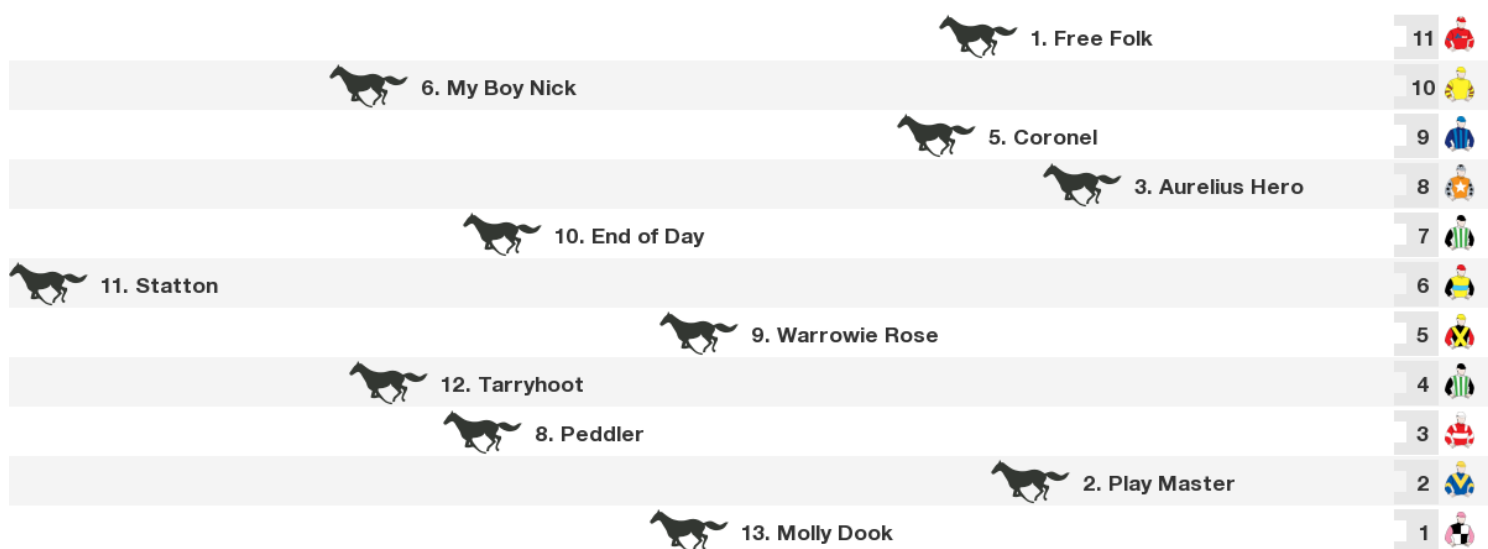 1. Free Folk 11
6. My Boy Nick 10
5. Coronel 9
3. Aurelius Hero 8
10. End of Day 7
11. Statton 6
9. Warrowie Rose 5
12. Tarryhoot 4
8. Peddler 3
2. Play Master 2
13. Molly Dook 1